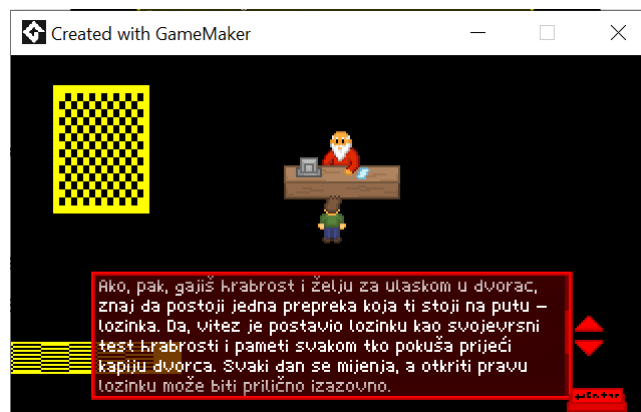 Created with GameMaker
Ako, pak, gajiš hrabrost i želju za ulaskom u dvorac,
znaj da postoji jedna prepreka koja ti stoji na putu –
lozinka. Da, vitez je postavio lozinku kao svojevrsni
test hrabrosti i pameti svakom tko pokuša prijeći
kapiju dvorca. Svaki dan se mijenja, a otkriti pravu
lozinku može biti prilično izazovno.